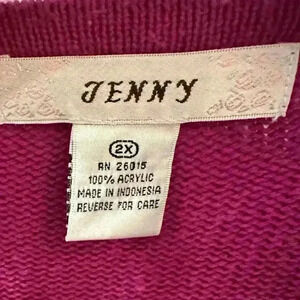 JENNY
2X
RN 26015
100% ACRYLIC
MADE IN INDONESIA
REVERSE FOR CARE